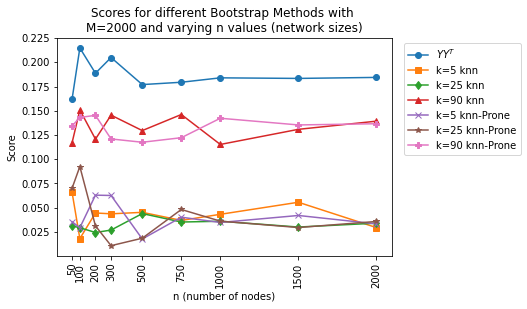 Scores for different Bootstrap Methods with
M=2000 and varying n values (network sizes)
0.225
0.200
0.175
0.150
0.125
0.100
0.075
0.050
0.025
Score
50
100
200
300
500
750
1000
1500
2000
n (number of nodes)
YYᵀ
k=5 knn
k=25 knn
k=90 knn
k=5 knn-Prone
k=25 knn-Prone
k=90 knn-Prone